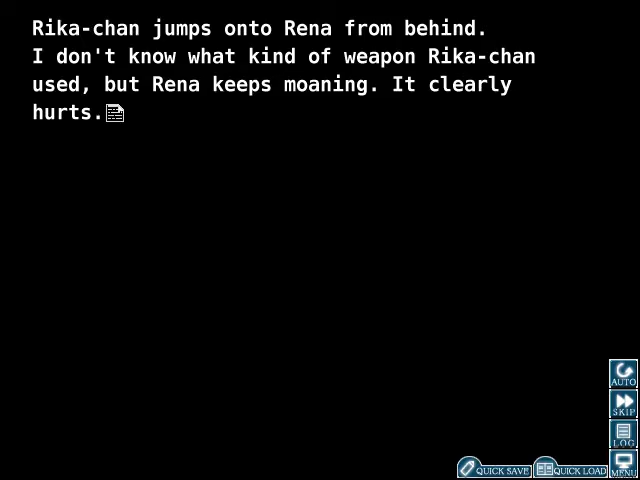 Rika-chan jumps onto Rena from behind.
I don't know what kind of weapon Rika-chan
used, but Rena keeps moaning. It clearly
hurts.
AUTO
SKIP
LOG
QUICK SAVE
QUICK LOAD
MENU